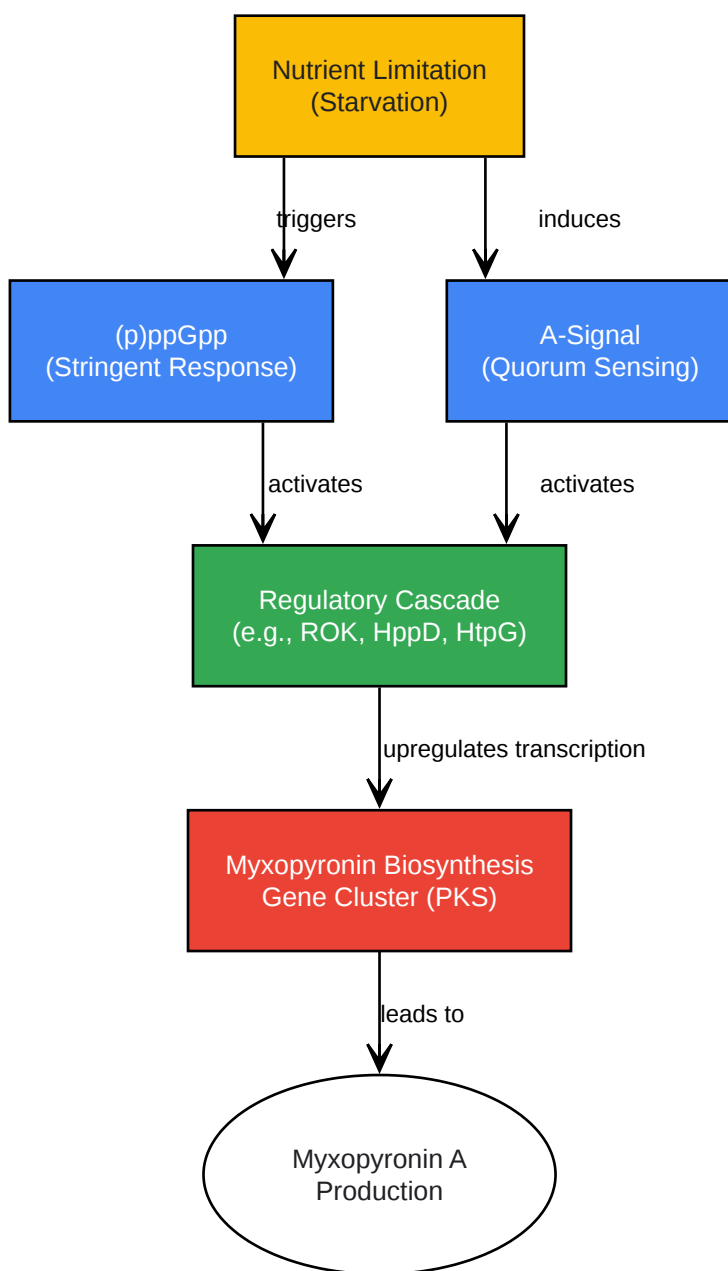 Nutrient Limitation
(Starvation)
triggers
induces
(p)ppGpp
(Stringent Response)
A-Signal
(Quorum Sensing)
activates
activates
Regulatory Cascade
(e.g., ROK, HppD, HtpG)
upregulates transcription
Myxopyronin Biosynthesis
Gene Cluster (PKS)
leads to
Myxopyronin A
Production